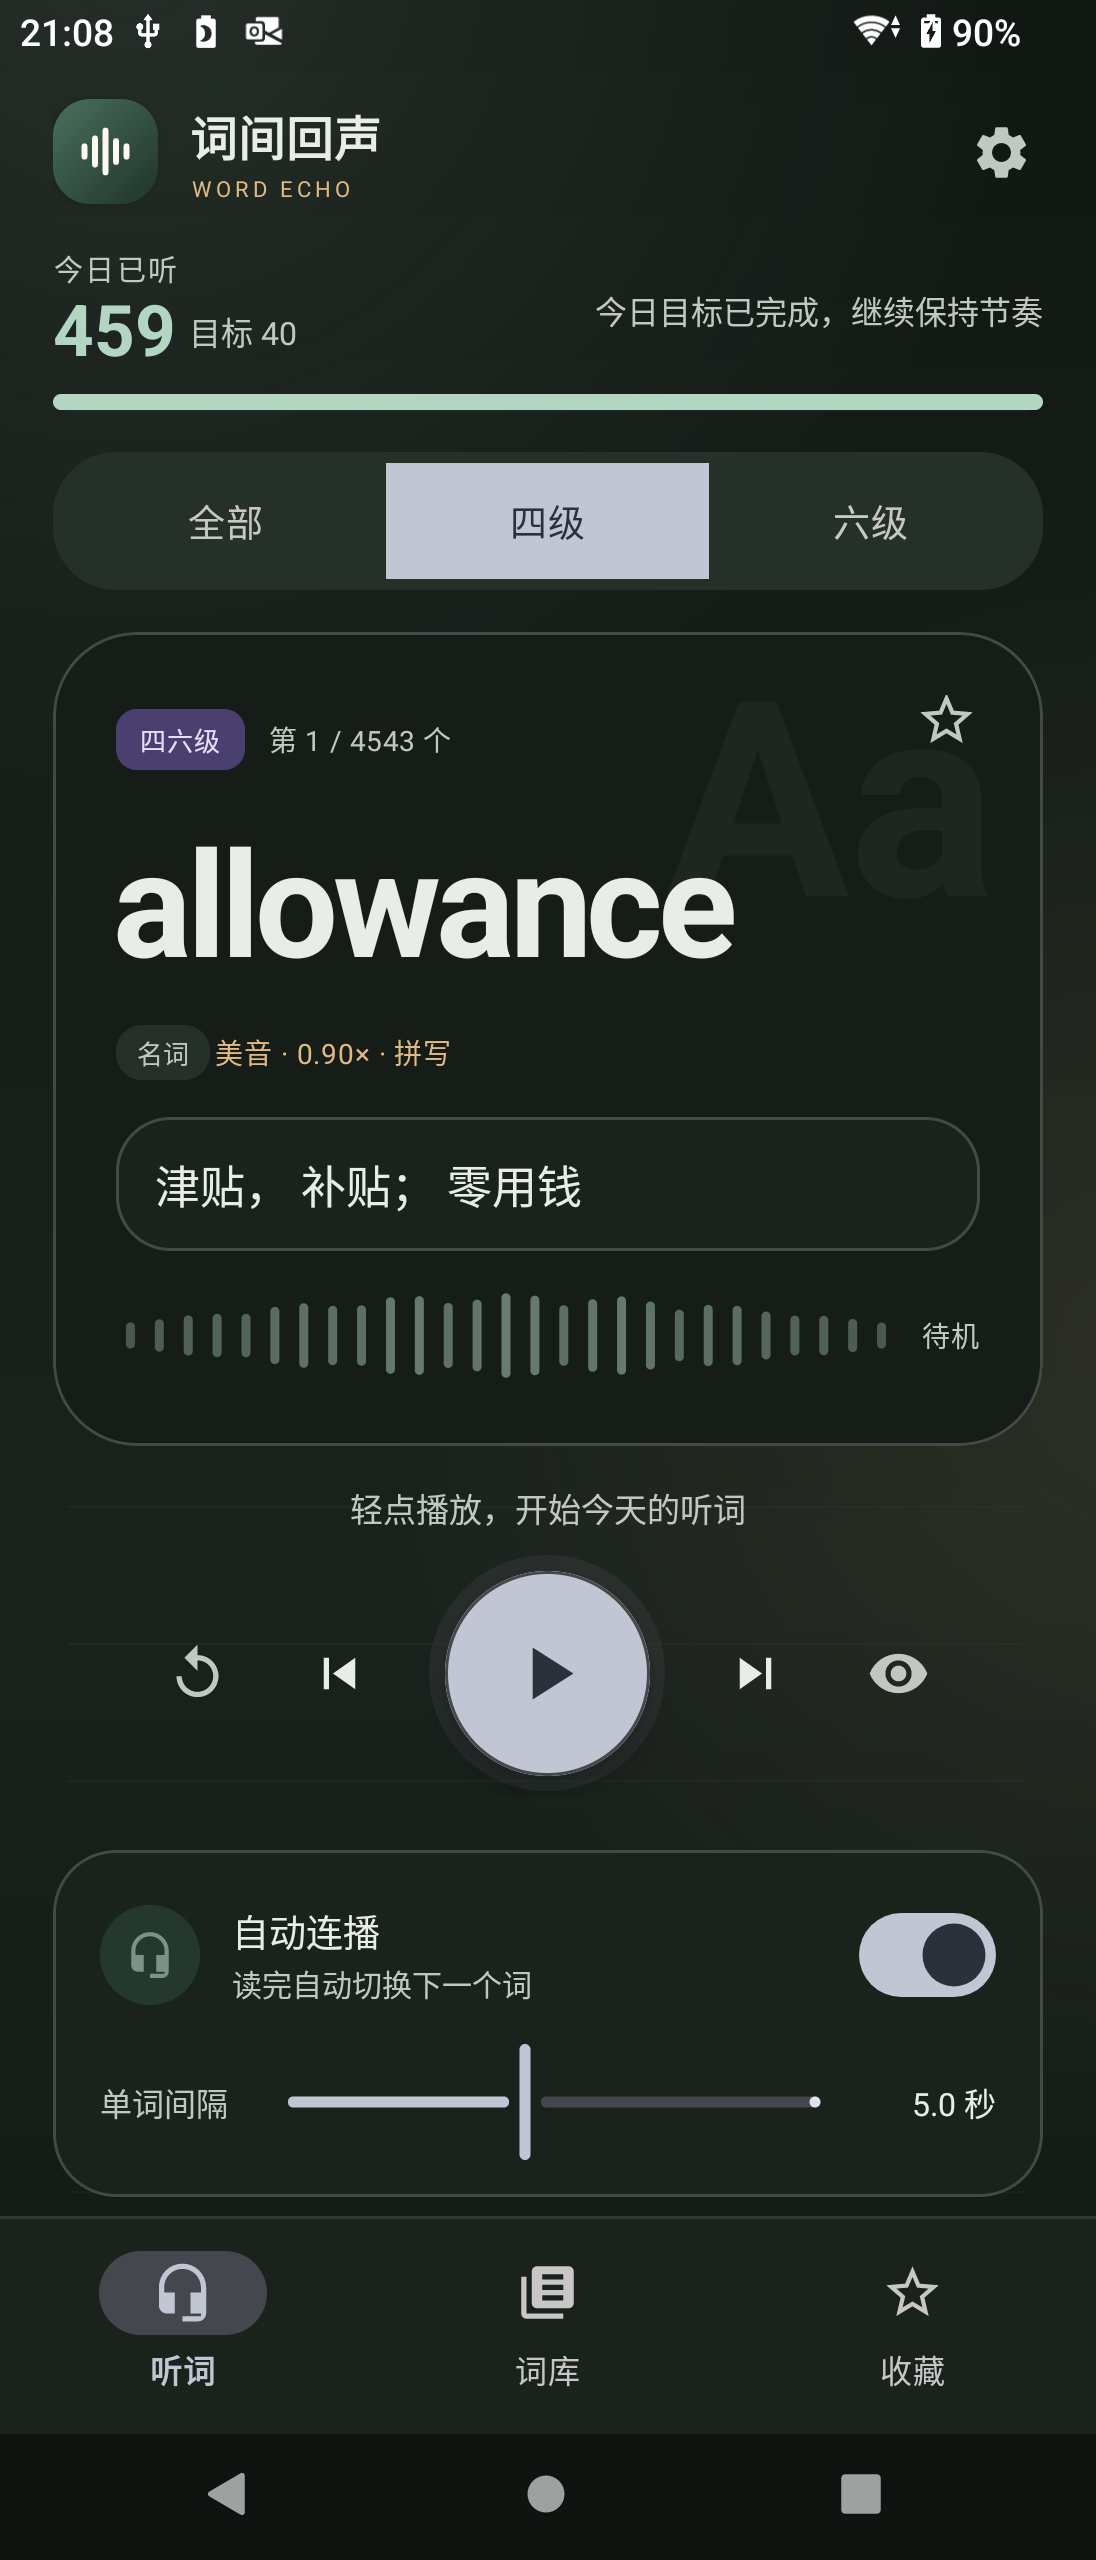 21:08
90%
词间回声
WORD ECHO
今日已听
459 目标 40
今日目标已完成，继续保持节奏
全部 四级 六级
四六级 第 1 / 4543 个
Aa
allowance
名词 美音 · 0.90× · 拼写
津贴， 补贴； 零用钱
待机
轻点播放，开始今天的听词
自动连播
读完自动切换下一个词
单词间隔 5.0 秒
听词 词库 收藏